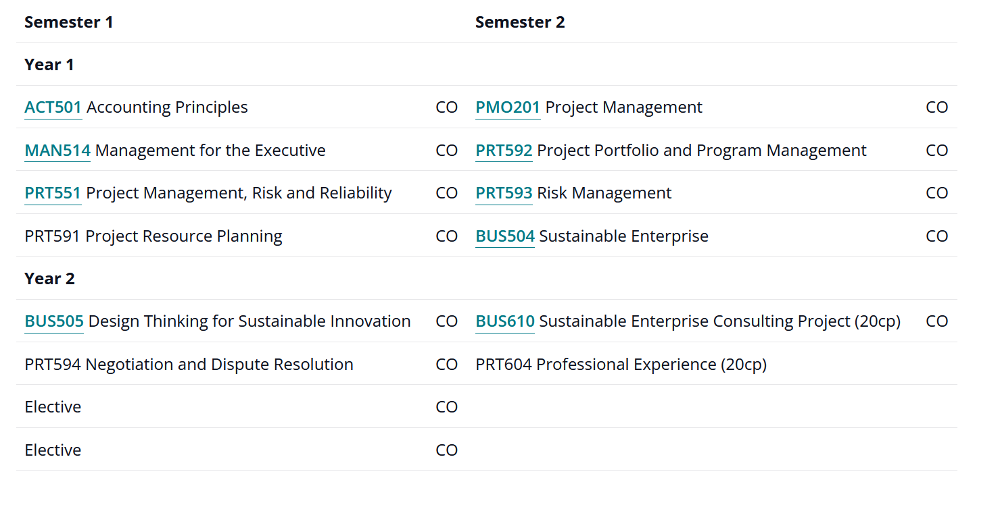 Semester 1 Semester 2
Year 1
ACT501 Accounting Principles CO PMO201 Project Management CO
MAN514 Management for the Executive CO PRT592 Project Portfolio and Program Management CO
PRT551 Project Management, Risk and Reliability CO PRT593 Risk Management CO
PRT591 Project Resource Planning CO BUS504 Sustainable Enterprise CO
Year 2
BUS505 Design Thinking for Sustainable Innovation CO BUS610 Sustainable Enterprise Consulting Project (20cp) CO
PRT594 Negotiation and Dispute Resolution CO PRT604 Professional Experience (20cp)
Elective CO
Elective CO